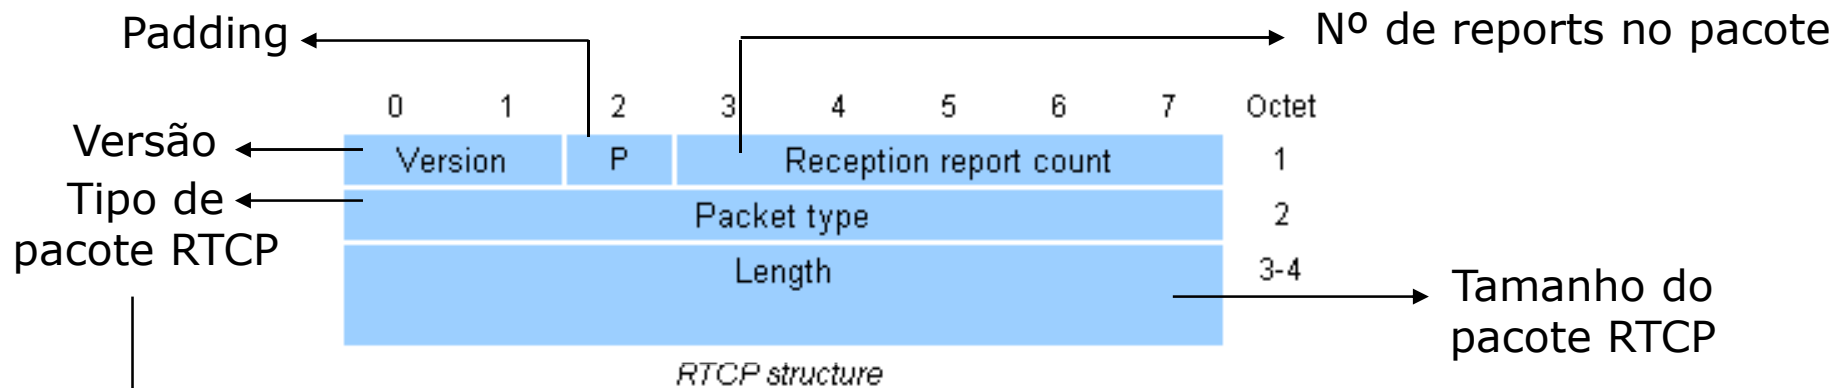 Padding
Nº de reports no pacote
0 1 2 3 4 5 6 7 Octet
Versão
Version P Reception report count 1
Tipo de
pacote RTCP
Packet type 2
Length 3-4
Tamanho do
pacote RTCP
RTCP structure